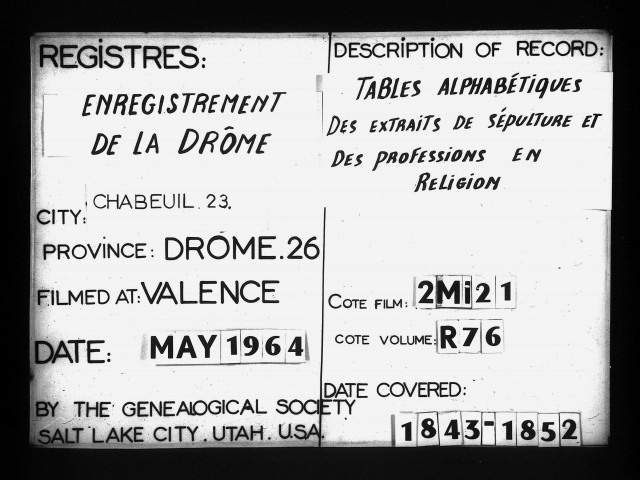 REGISTRES:
ENREGISTREMENT
DE LA DRÔME
CITY: CHABEUIL. 23.
PROVINCE: DRÔME.26
FILMED AT: VALENCE
DATE: MAY 1964
BY THE GENEALOGICAL SOCIETY
SALT LAKE CITY. UTAH. U.S.A.
DESCRIPTION OF RECORD:
TABLES ALPHABÉTIQUES
DES EXTRAITS DE SÉPULTURE ET
DES PROFESSIONS EN
RELIGION
COTE FILM: 2Mi21
COTE VOLUME: R76
DATE COVERED:
1843-1852